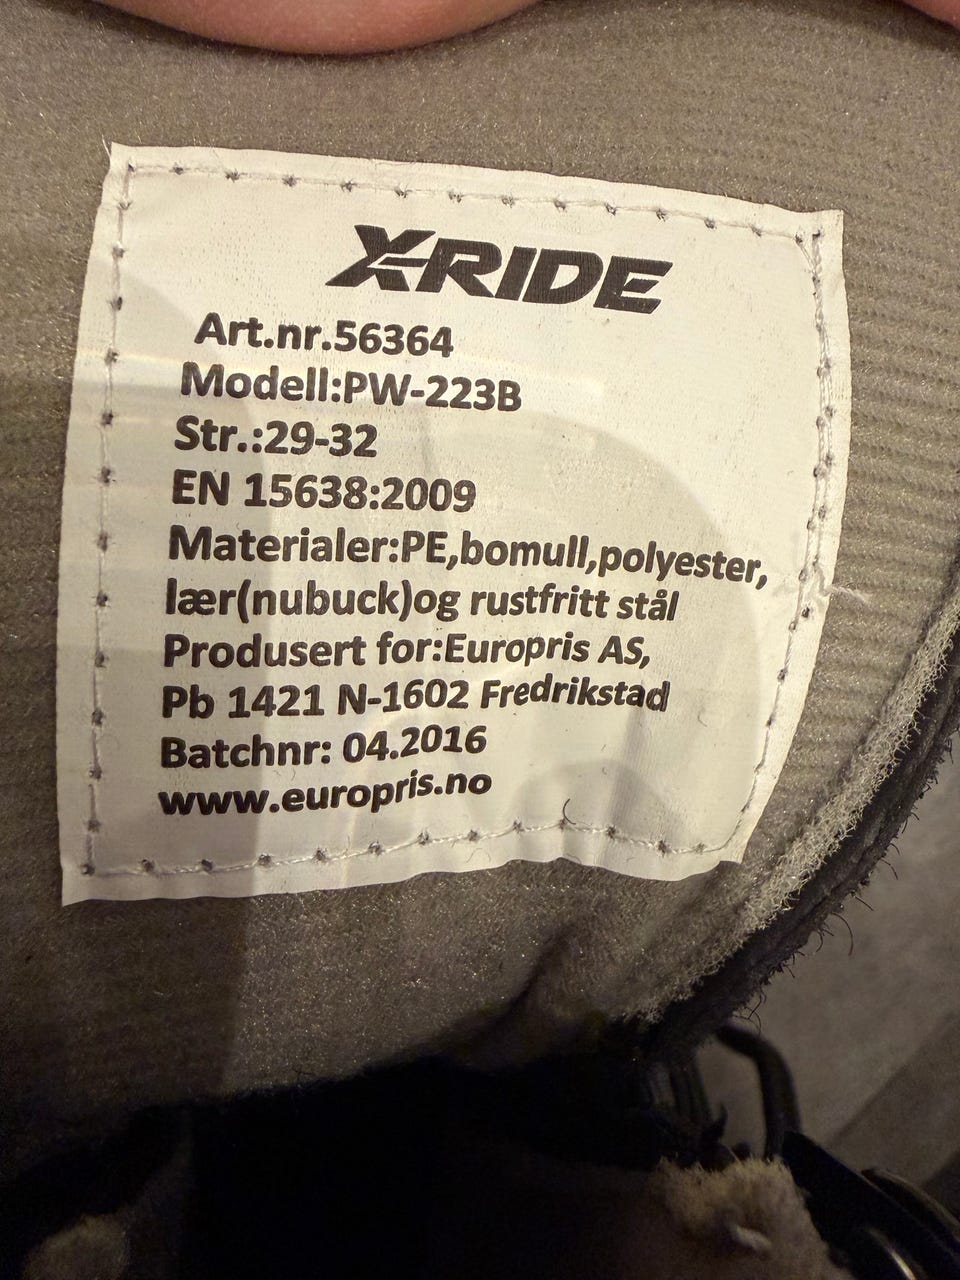 X-RIDE
Art.nr.56364
Modell:PW-223B
Str.:29-32
EN 15638:2009
Materialer:PE,bomull,polyester,
lær(nubuck)og rustfritt stål
Produsert for:Europris AS,
Pb 1421 N-1602 Fredrikstad
Batchnr: 04.2016
www.europris.no